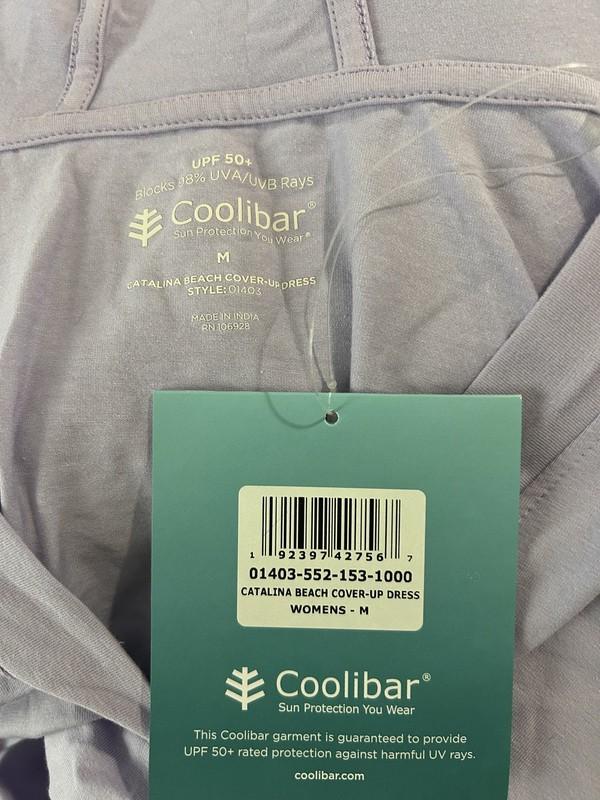 UPF 50+
Blocks 98% UVA/UVB Rays
Coolibar®
Sun Protection You Wear®
M
CATALINA BEACH COVER-UP DRESS
STYLE: 01403
MADE IN INDIA
RN 106928
1 92397 42756 7
01403-552-153-1000
CATALINA BEACH COVER-UP DRESS
WOMENS - M
Coolibar®
Sun Protection You Wear
This Coolibar garment is guaranteed to provide
UPF 50+ rated protection against harmful UV rays.
coolibar.com